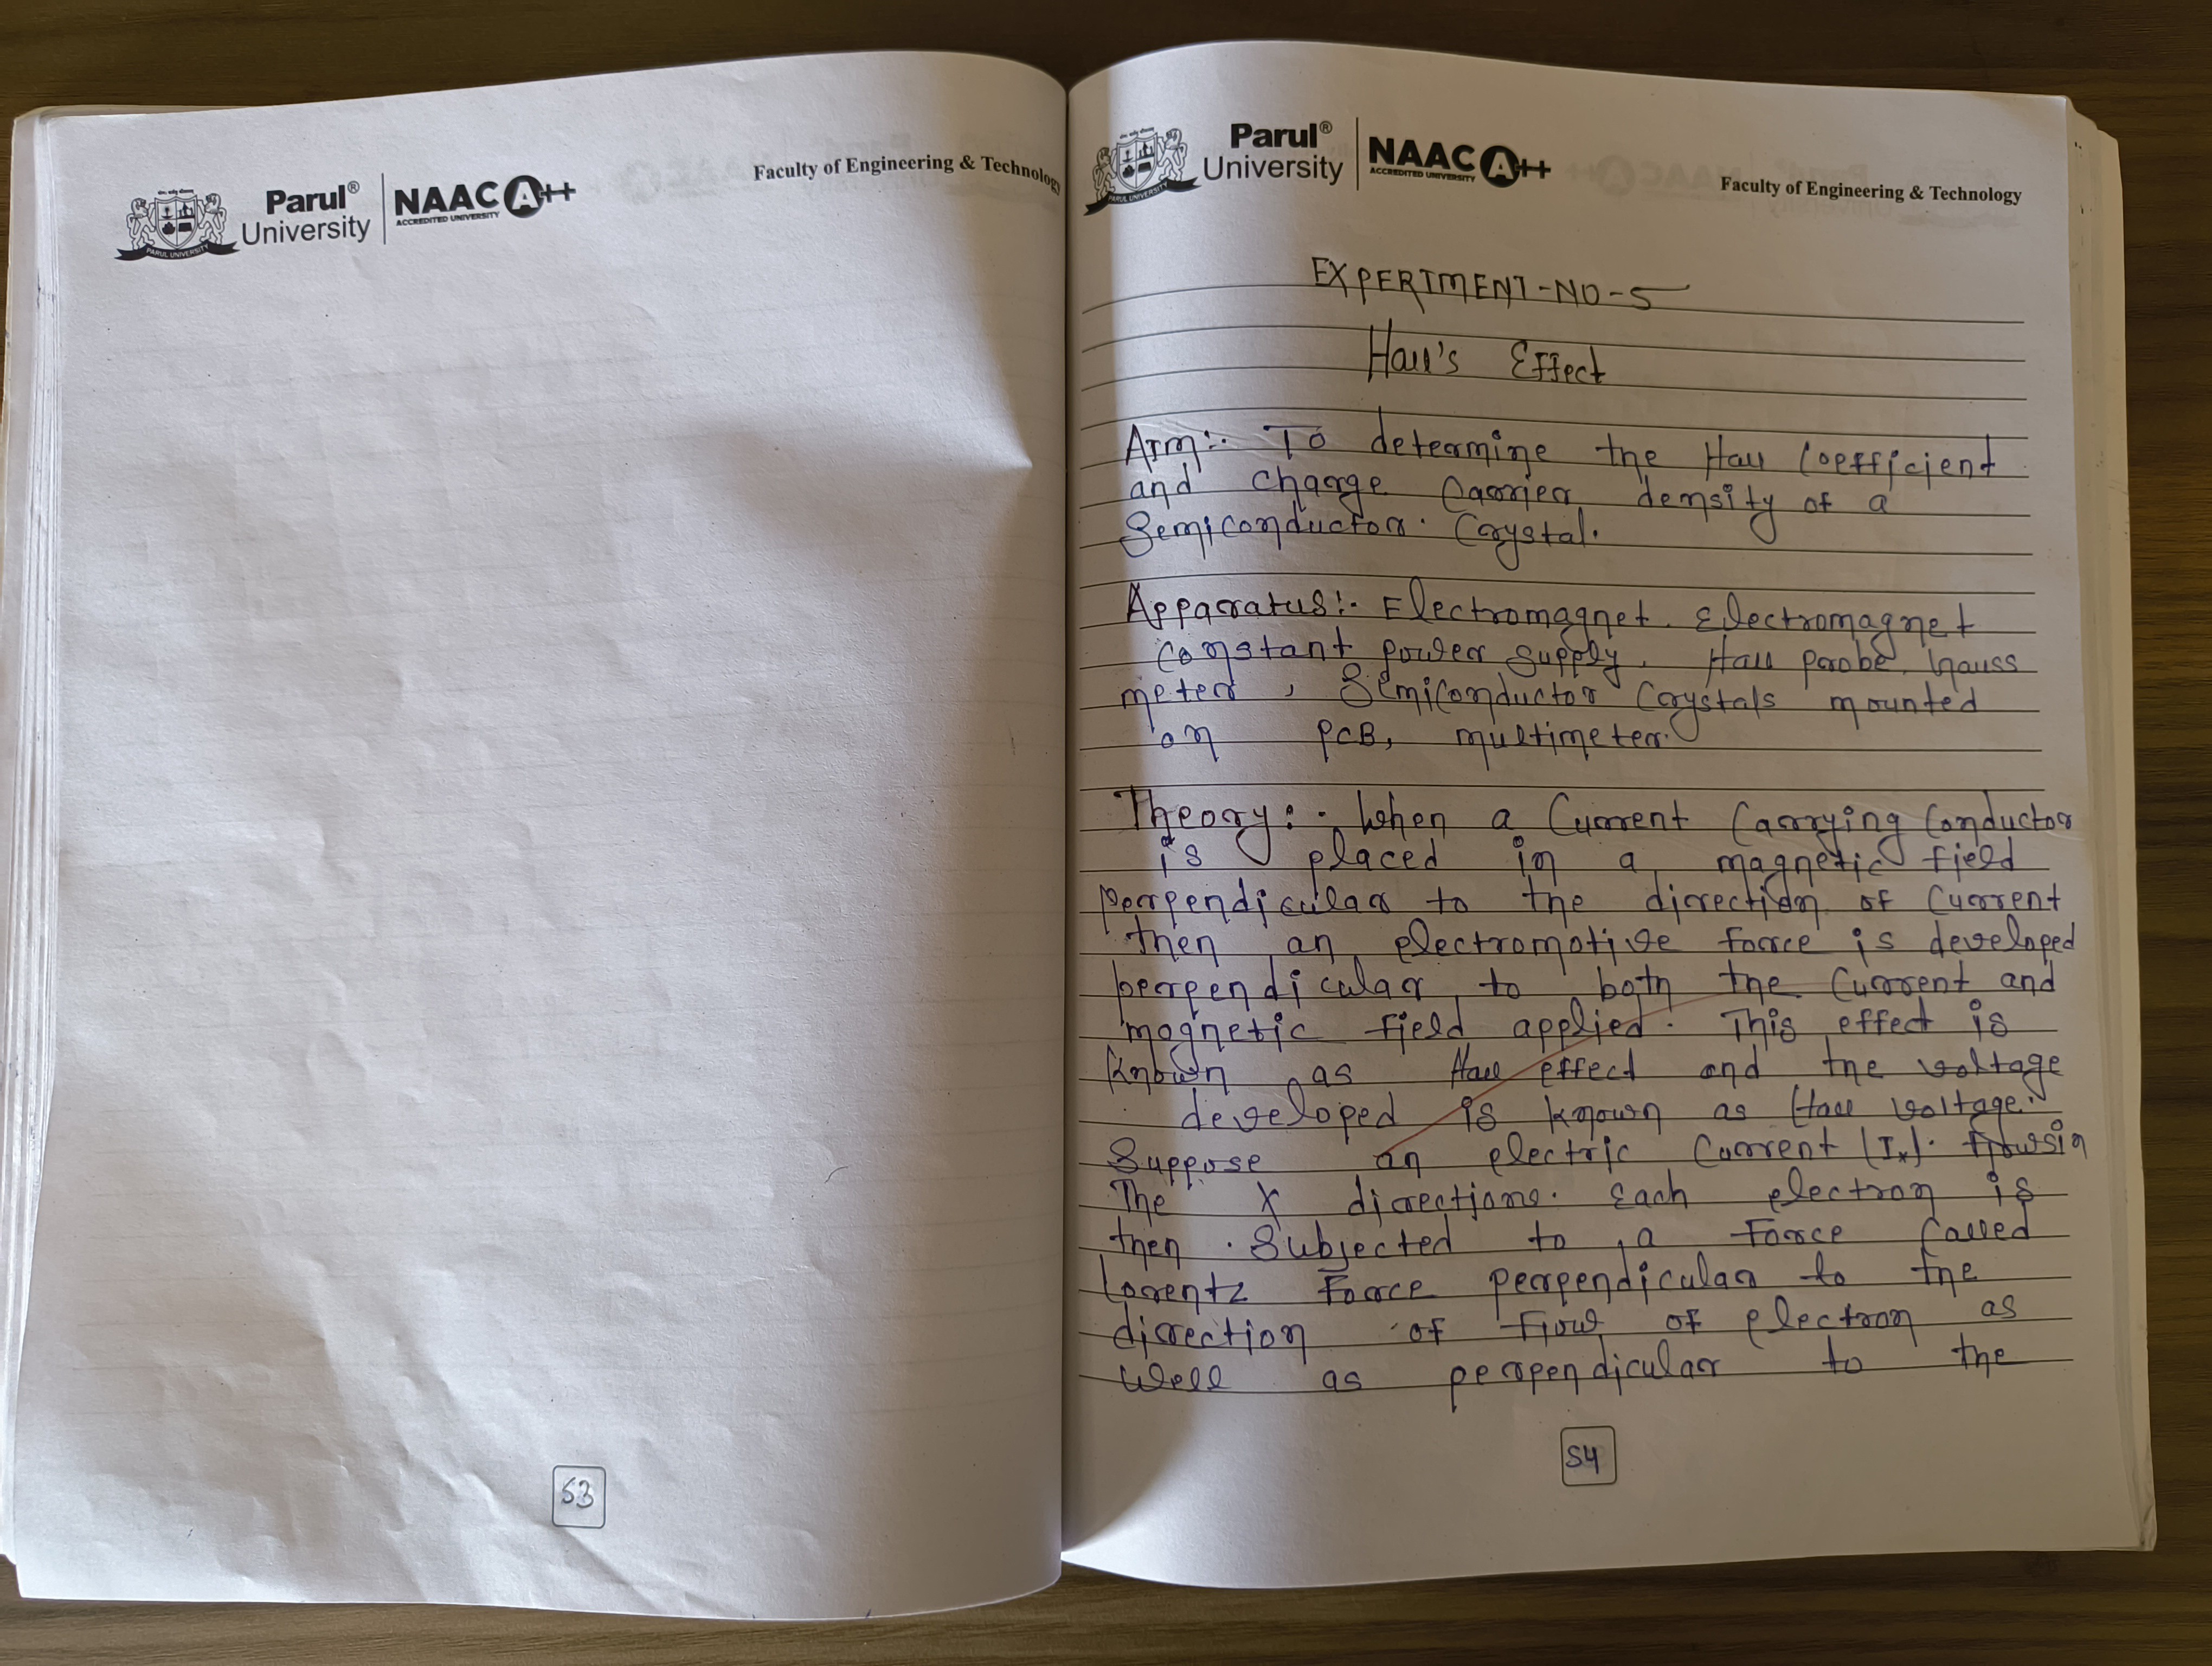 Parul®
University
NAAC A++
ACCREDITED UNIVERSITY
PARUL UNIVERSITY
Faculty of Engineering & Technology
53
Parul®
University
NAAC A++
ACCREDITED UNIVERSITY
PARUL UNIVERSITY
Faculty of Engineering & Technology
EXPERIMENT-NO-5
Hall's Effect
AIM:- To determine the Hall Coefficient
and charge carrier density of a
Semiconductor. Crystal.
Apparatus:- Electromagnet. Electromagnet
constant power supply. Hall probe, Gauss
meter, Semiconductor Crystals mounted
on PCB, multimeter.
Theory:- When a Current Carrying Conductor
is placed in a magnetic field
perpendicular to the direction of Current
then an electromotive force is developed
perpendicular to both the Current and
magnetic field applied. This effect is
known as Hall effect and the voltage
developed is known as Hall voltage.
Suppose an electric Current (Ix). flowsin
The X directions. Each electron is
then. Subjected to a Force Called
Lorentz Force perpendicular to the
direction of flow of electron as
well as perpendicular to the
54